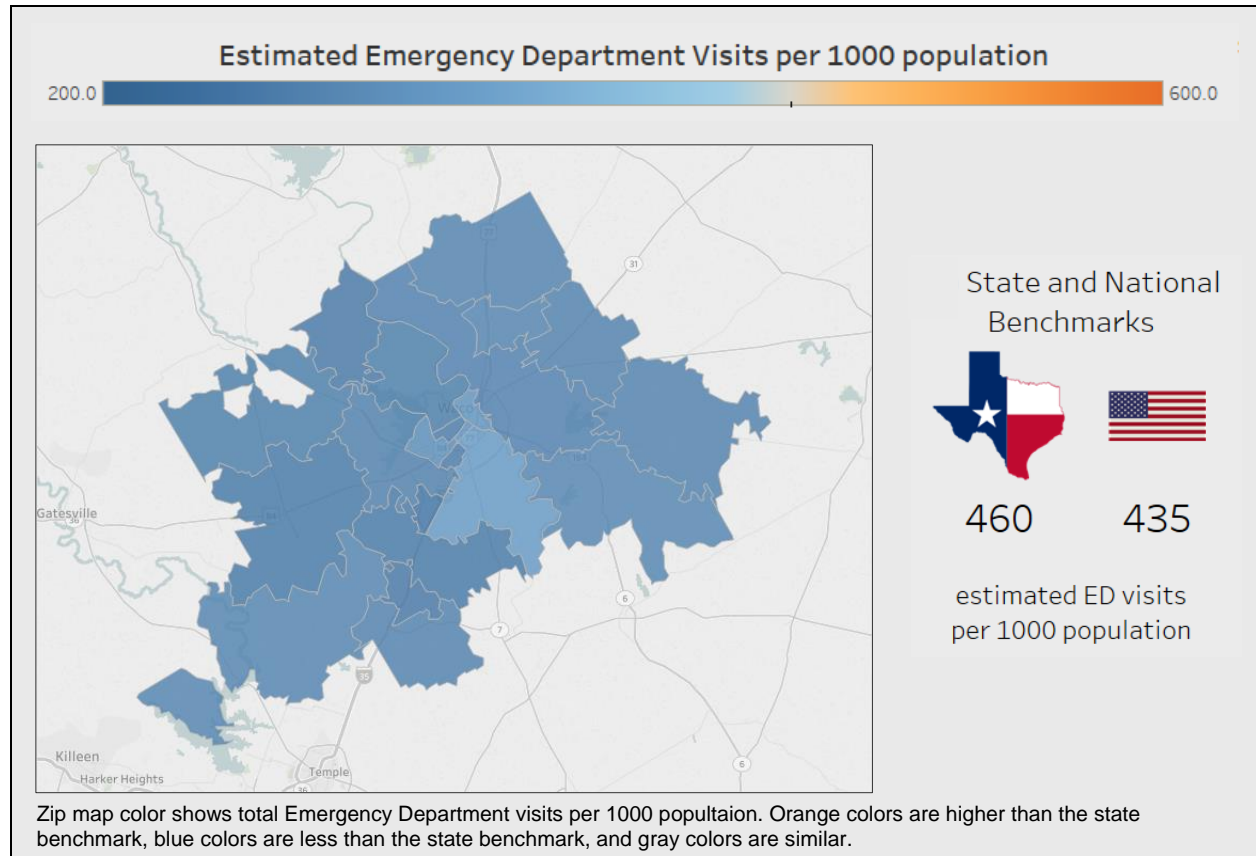 Estimated Emergency Department Visits per 1000 population
200.0
600.0
77
31
Gatesville
36
84
6
7
35
6
Killeen
Harker Heights
Temple
36
State and National
Benchmarks
460
435
estimated ED visits
per 1000 population
Zip map color shows total Emergency Department visits per 1000 popultaion. Orange colors are higher than the state
benchmark, blue colors are less than the state benchmark, and gray colors are similar.